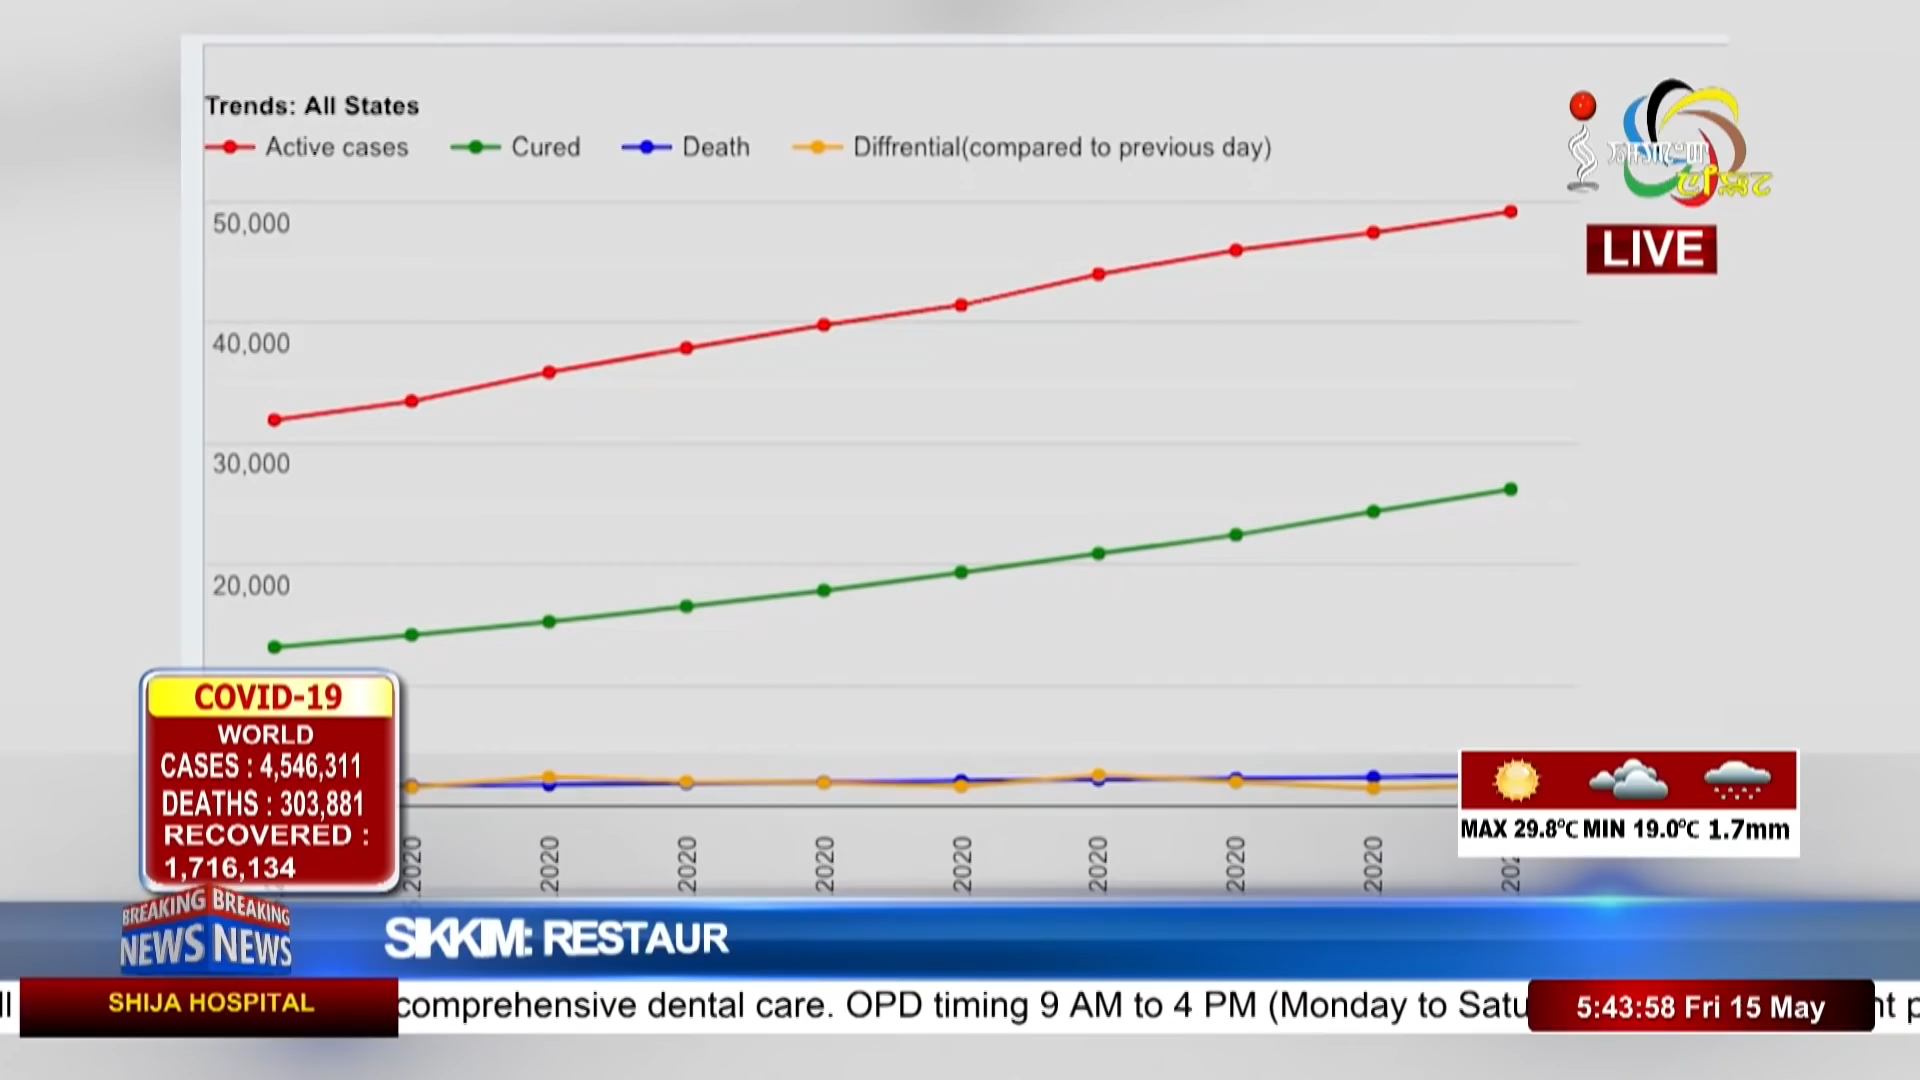 Trends: All States
Active cases
Cured
Death
Diffrential(compared to previous day)
50,000
40,000
30,000
20,000
LIVE
COVID-19
WORLD
CASES : 4,546,311
DEATHS : 303,881
RECOVERED :
1,716,134
MAX 29.8°C MIN 19.0°C 1.7mm
2020
2020
2020
2020
2020
2020
2020
2020
BREAKING BREAKING
NEWS NEWS
SIKKIM: RESTAUR
SHIJA HOSPITAL
comprehensive dental care. OPD timing 9 AM to 4 PM (Monday to Satu
5:43:58 Fri 15 May